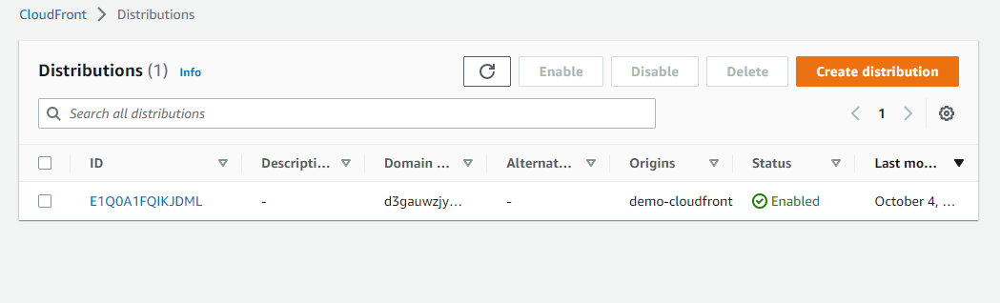 CloudFront > Distributions
Distributions (1) Info Enable Disable Delete Create distribution
Search all distributions 1
ID Descripti... Domain ... Alternat... Origins Status Last mo...
E1Q0A1FQIKJDML - d3gauwzjy... - demo-cloudfront Enabled October 4, ...